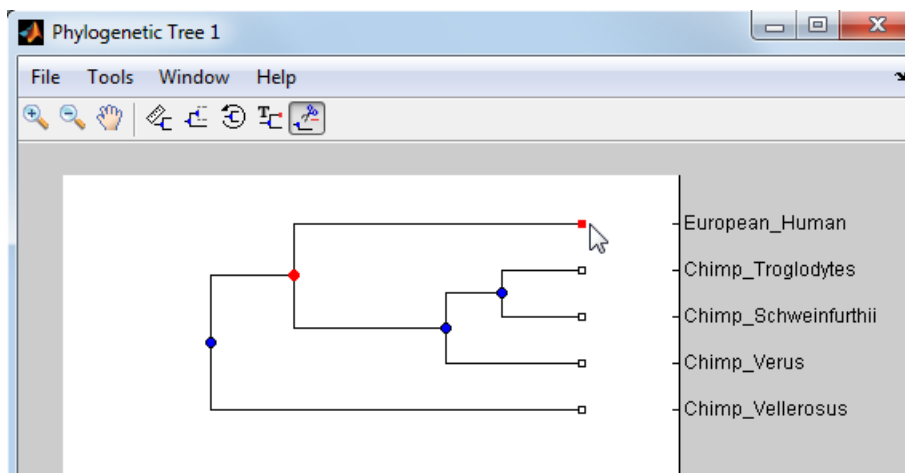 Phylogenetic Tree 1
File Tools Window Help
European_Human
Chimp_Troglodytes
Chimp_Schweinfurthii
Chimp_Verus
Chimp_Vellerosus